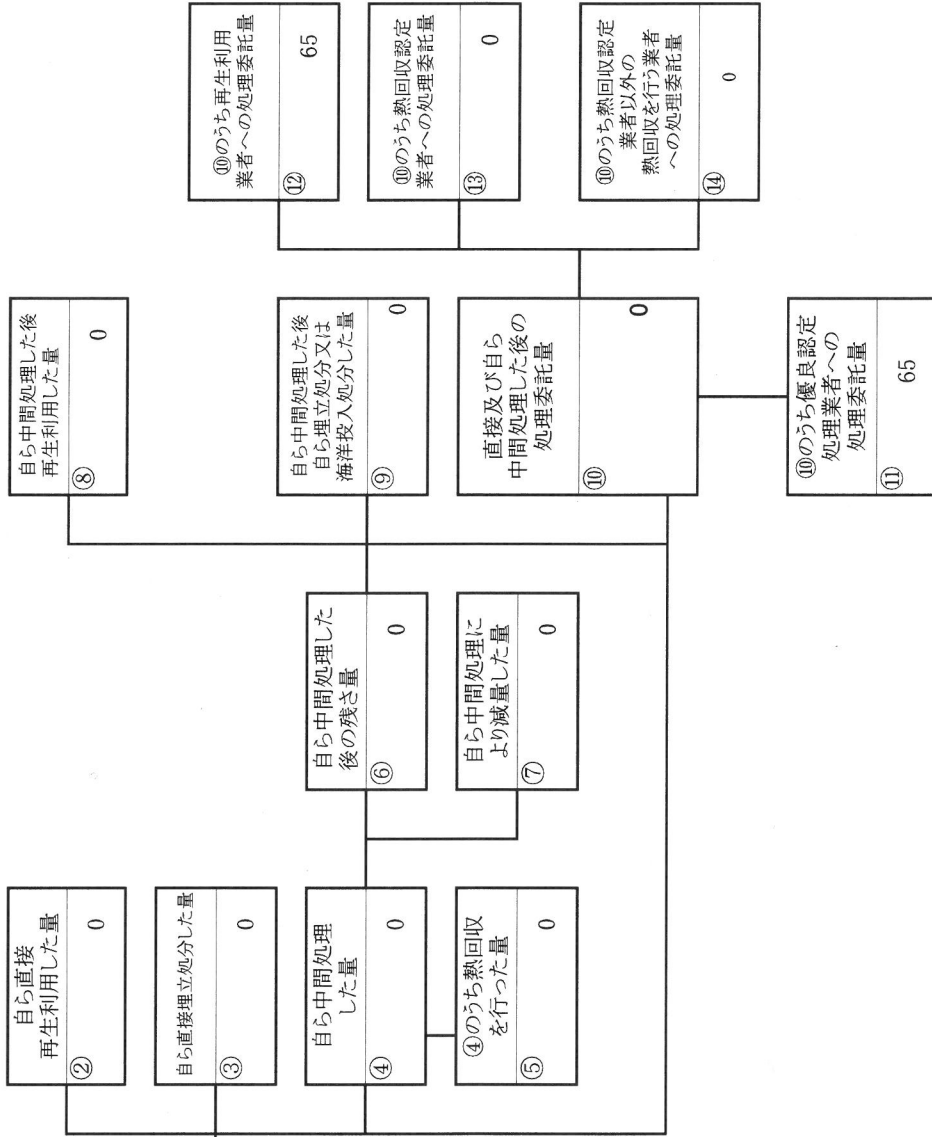 自ら直接
再生利用した量
② 0
自ら直接埋立処分した量
③ 0
自ら中間処理
した量
④ 0
④のうち熱回収
を行った量
⑤ 0
自ら中間処理した
後の残さ量
⑥ 0
自ら中間処理に
より減量した量
⑦ 0
自ら中間処理した後
再生利用した量
⑧ 0
自ら中間処理した後
自ら埋立処分又は
海洋投入処分した量
⑨ 0
直接及び自ら
中間処理した後の
処理委託量
⑩ 0
⑩のうち優良認定
処理業者への
処理委託量
⑪ 65
⑩のうち再生利用
業者への処理委託量
⑫ 65
⑩のうち熱回収認定
業者への処理委託量
⑬ 0
⑩のうち熱回収認定
業者以外の
熱回収を行う業者
への処理委託量
⑭ 0